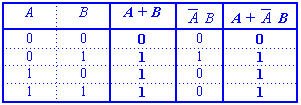 A B A + B A̅ B A + A̅ B
0 0 0 0 0
0 1 1 1 1
1 0 1 0 1
1 1 1 0 1